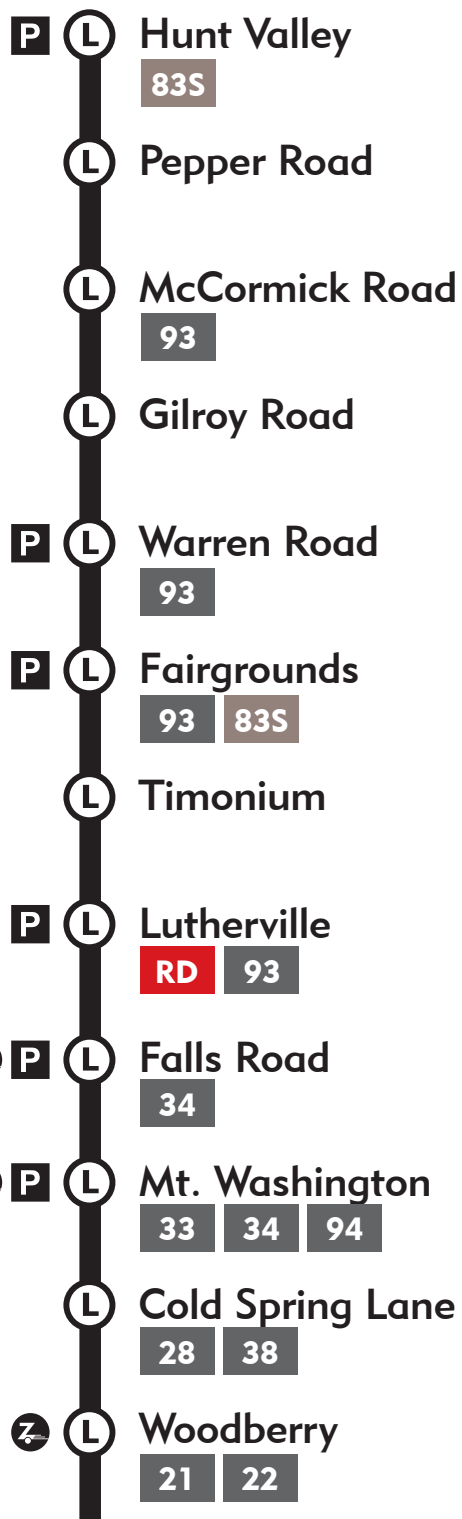 P L Hunt Valley
83S
L Pepper Road
L McCormick Road
93
L Gilroy Road
P L Warren Road
93
P L Fairgrounds
93 83S
L Timonium
P L Lutherville
RD 93
P L Falls Road
34
P L Mt. Washington
33 34 94
L Cold Spring Lane
28 38
Z L Woodberry
21 22